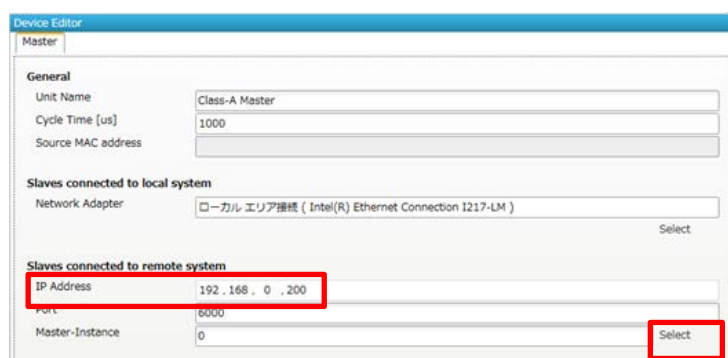 Device Editor
Master
General
Unit Name Class-A Master
Cycle Time [us] 1000
Source MAC address
Slaves connected to local system
Network Adapter ローカル エリア接続 ( Intel(R) Ethernet Connection I217-LM )
Select
Slaves connected to remote system
IP Address 192 . 168 . 0 . 200
Port 6000
Master-Instance 0 Select